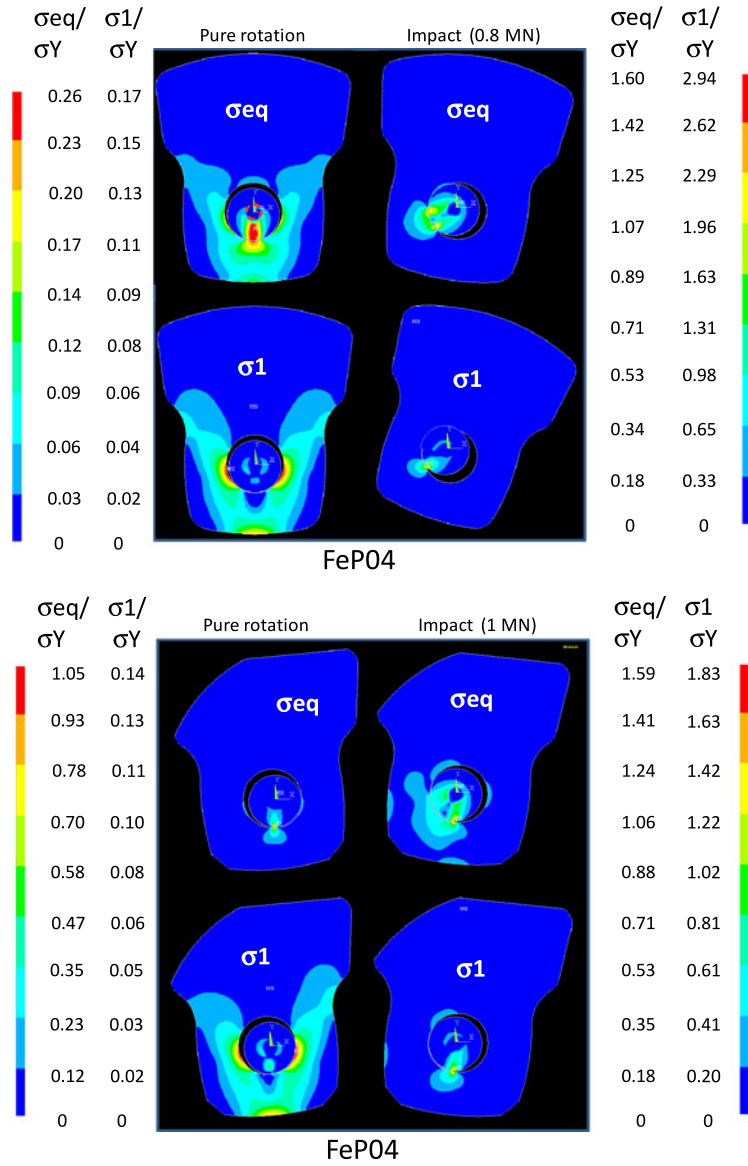 σeq/ σ1/ Pure rotation Impact (0.8 MN) σeq/ σ1/
σY σY σY σY
0.26 0.17 1.60 2.94
0.23 0.15 σeq σeq 1.42 2.62
0.20 0.13 1.25 2.29
0.17 0.11 1.07 1.96
0.14 0.09 0.89 1.63
0.12 0.08 0.71 1.31
0.09 0.06 σ1 σ1 0.53 0.98
0.06 0.04 0.34 0.65
0.03 0.02 0.18 0.33
0 0 0 0
FeP04
σeq/ σ1/ Pure rotation Impact (1 MN) σeq/ σ1
σY σY σY σY
1.05 0.14 σeq σeq 1.59 1.83
0.93 0.13 1.41 1.63
0.78 0.11 1.24 1.42
0.70 0.10 1.06 1.22
0.58 0.08 0.88 1.02
0.47 0.06 0.71 0.81
0.35 0.05 σ1 σ1 0.53 0.61
0.23 0.03 0.35 0.41
0.12 0.02 0.18 0.20
0 0 0 0
FeP04